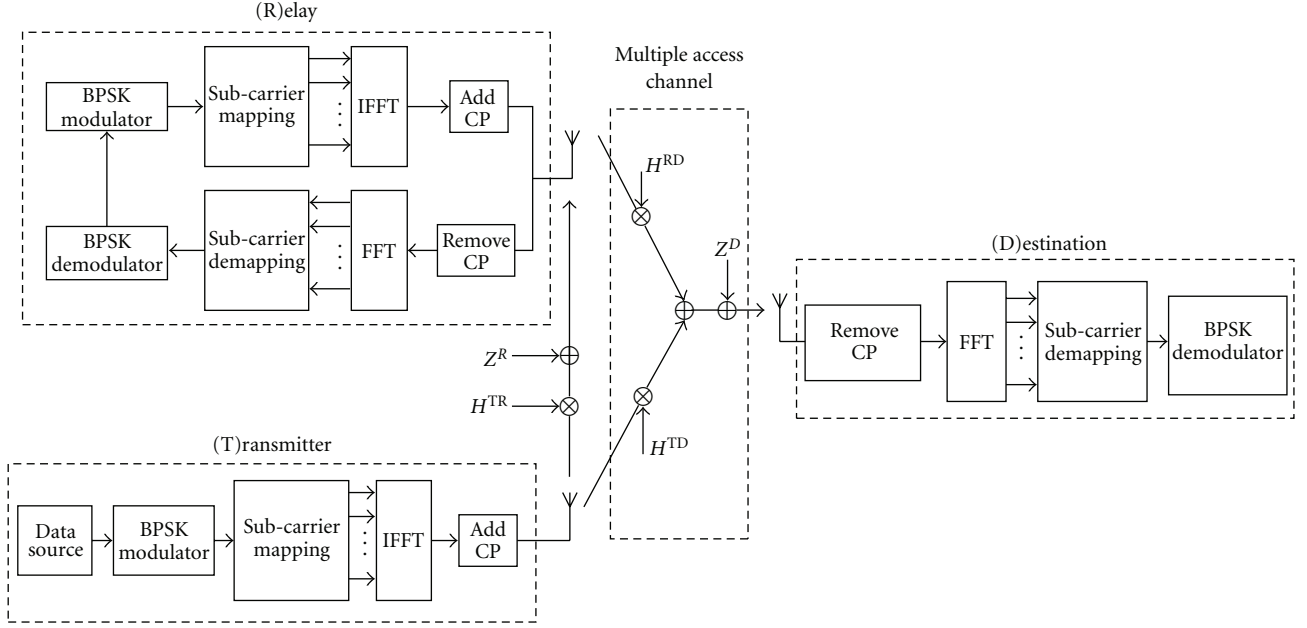 (R)elay
BPSK
modulator
Sub-carrier
mapping
IFFT
Add
CP
BPSK
demodulator
Sub-carrier
demapping
FFT
Remove
CP
Multiple access
channel
H^RD
Z^D
H^TD
Z^R
H^TR
(D)estination
Remove
CP
FFT
Sub-carrier
demapping
BPSK
demodulator
(T)ransmitter
Data
source
BPSK
modulator
Sub-carrier
mapping
IFFT
Add
CP